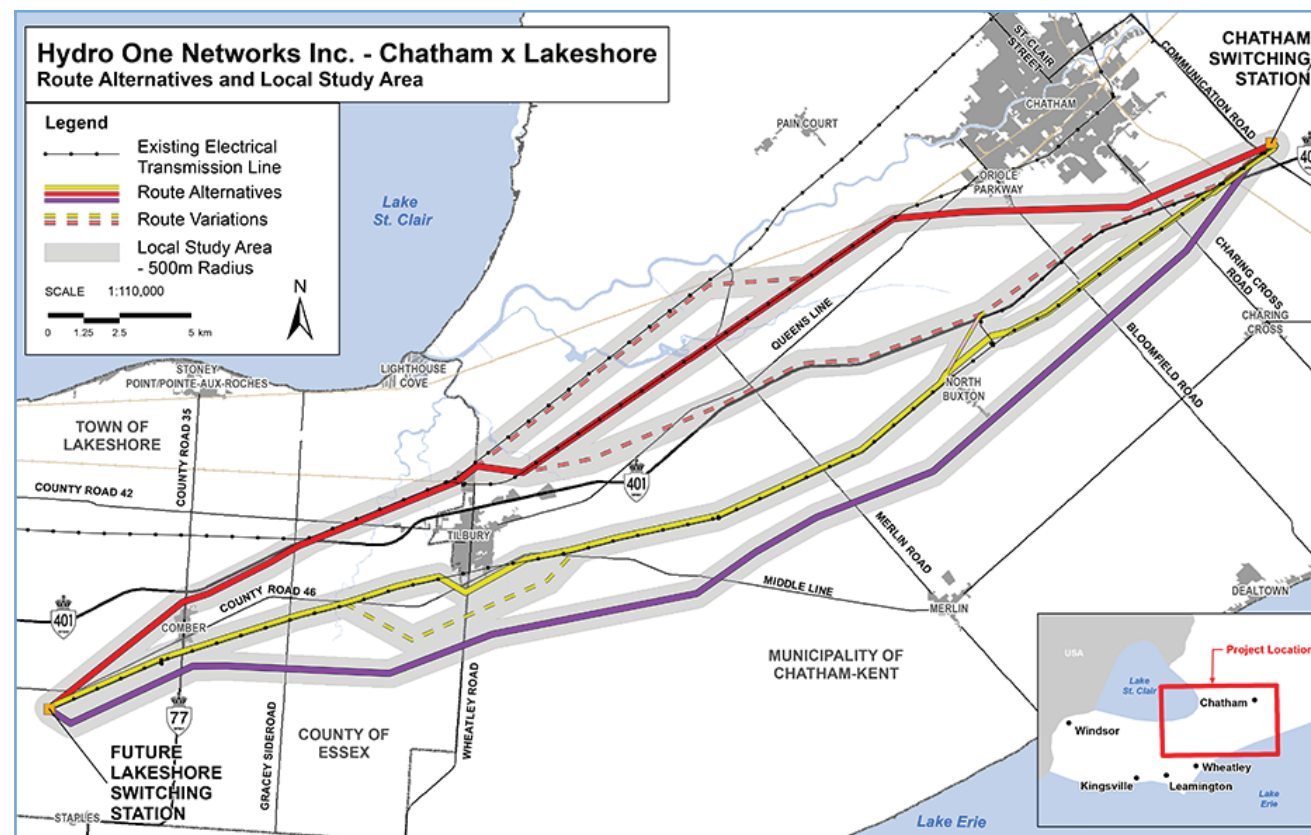 Hydro One Networks Inc. - Chatham x Lakeshore
Route Alternatives and Local Study Area
Legend
Existing Electrical
Transmission Line
Route Alternatives
Route Variations
Local Study Area
- 500m Radius
SCALE 1:110,000
N
0 1.25 2.5 5 km
Lake
St. Clair
ST. CLAIR
STREET
COMMUNICATION ROAD
CHATHAM
SWITCHING
STATION
CHATHAM
PAIN COURT
ORIOLE
PARKWAY
40
QUEENS LINE
CHARING CROSS
ROAD
CHARING
CROSS
BLOOMFIELD ROAD
LIGHTHOUSE
COVE
STONEY
POINT/POINTE-AUX-ROCHES
TOWN OF
LAKESHORE
COUNTY ROAD 35
COUNTY ROAD 42
401
NORTH
BUXTON
TILBURY
MERLIN ROAD
MIDDLE LINE
COUNTY ROAD 46
401
COMBER
MERLIN
DEALTOWN
MUNICIPALITY OF
CHATHAM-KENT
77
GRACEY SIDEROAD
COUNTY OF
ESSEX
WHEATLEY ROAD
FUTURE
LAKESHORE
SWITCHING
STATION
STAPLES
Lake Erie
USA
Project Location
Lake
St. Clair
Chatham
Windsor
Wheatley
Kingsville
Leamington
Lake
Erie